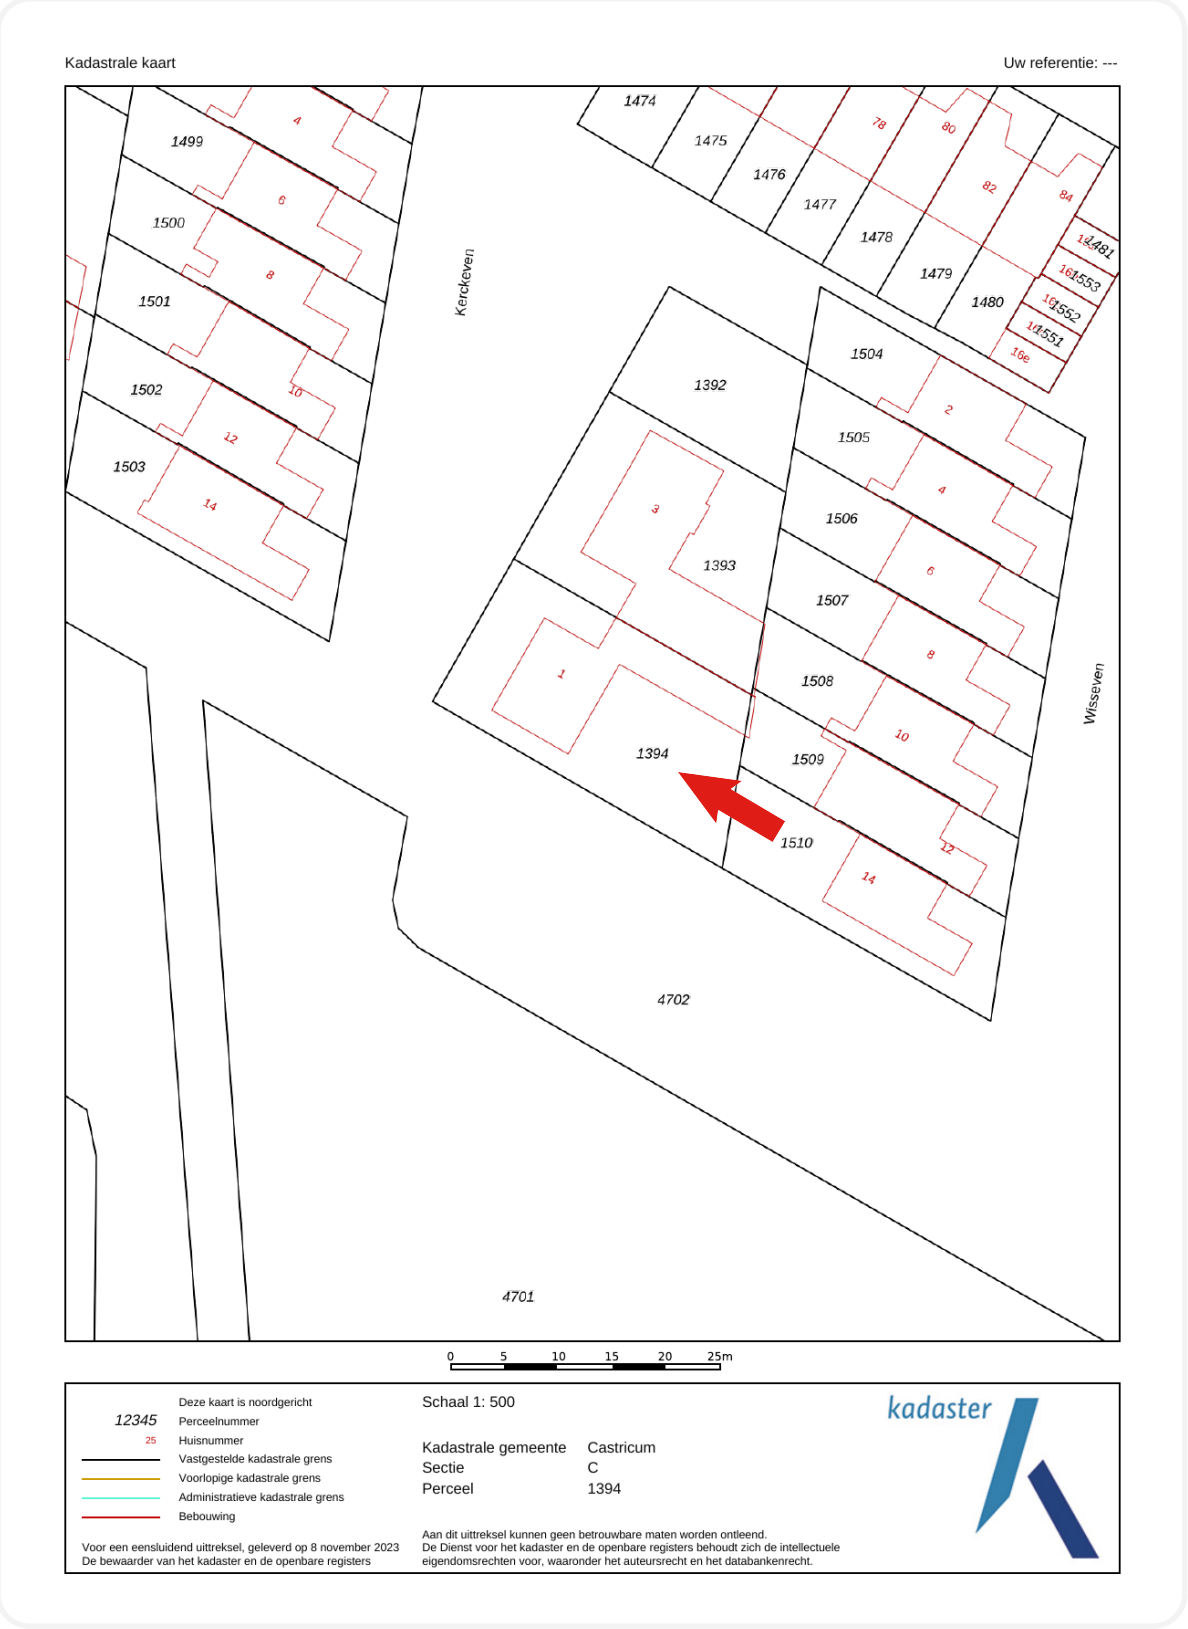 Kadastrale kaart
Uw referentie: ---
1474
4
78
80
1499
1475
1476
82
84
6
1477
1500
1478
1481
8
1479
1553
Kerckeven
1501
1480
1552
1551
1504
16e
1392
1502
10
2
1505
12
1503
4
14
3
1506
1393
6
1507
8
1
1508
Wisseven
10
1394
1509
1510
12
14
4702
4701
0 5 10 15 20 25m
Deze kaart is noordgericht
12345 Perceelnummer
25 Huisnummer
Vastgestelde kadastrale grens
Voorlopige kadastrale grens
Administratieve kadastrale grens
Bebouwing
Voor een eensluidend uittreksel, geleverd op 8 november 2023
De bewaarder van het kadaster en de openbare registers
Schaal 1: 500
Kadastrale gemeente Castricum
Sectie C
Perceel 1394
Aan dit uittreksel kunnen geen betrouwbare maten worden ontleend.
De Dienst voor het kadaster en de openbare registers behoudt zich de intellectuele
eigendomsrechten voor, waaronder het auteursrecht en het databankenrecht.
kadaster